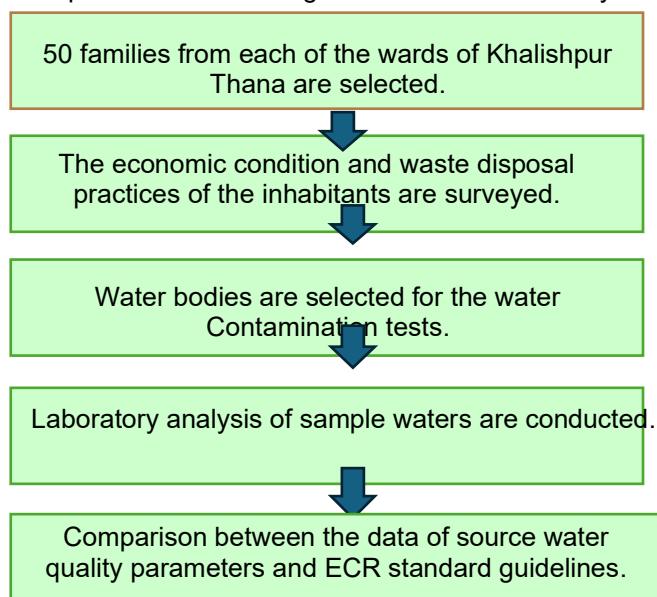 50 families from each of the wards of Khalishpur
Thana are selected.
The economic condition and waste disposal
practices of the inhabitants are surveyed.
Water bodies are selected for the water
Contamination tests.
Laboratory analysis of sample waters are conducted.
Comparison between the data of source water
quality parameters and ECR standard guidelines.